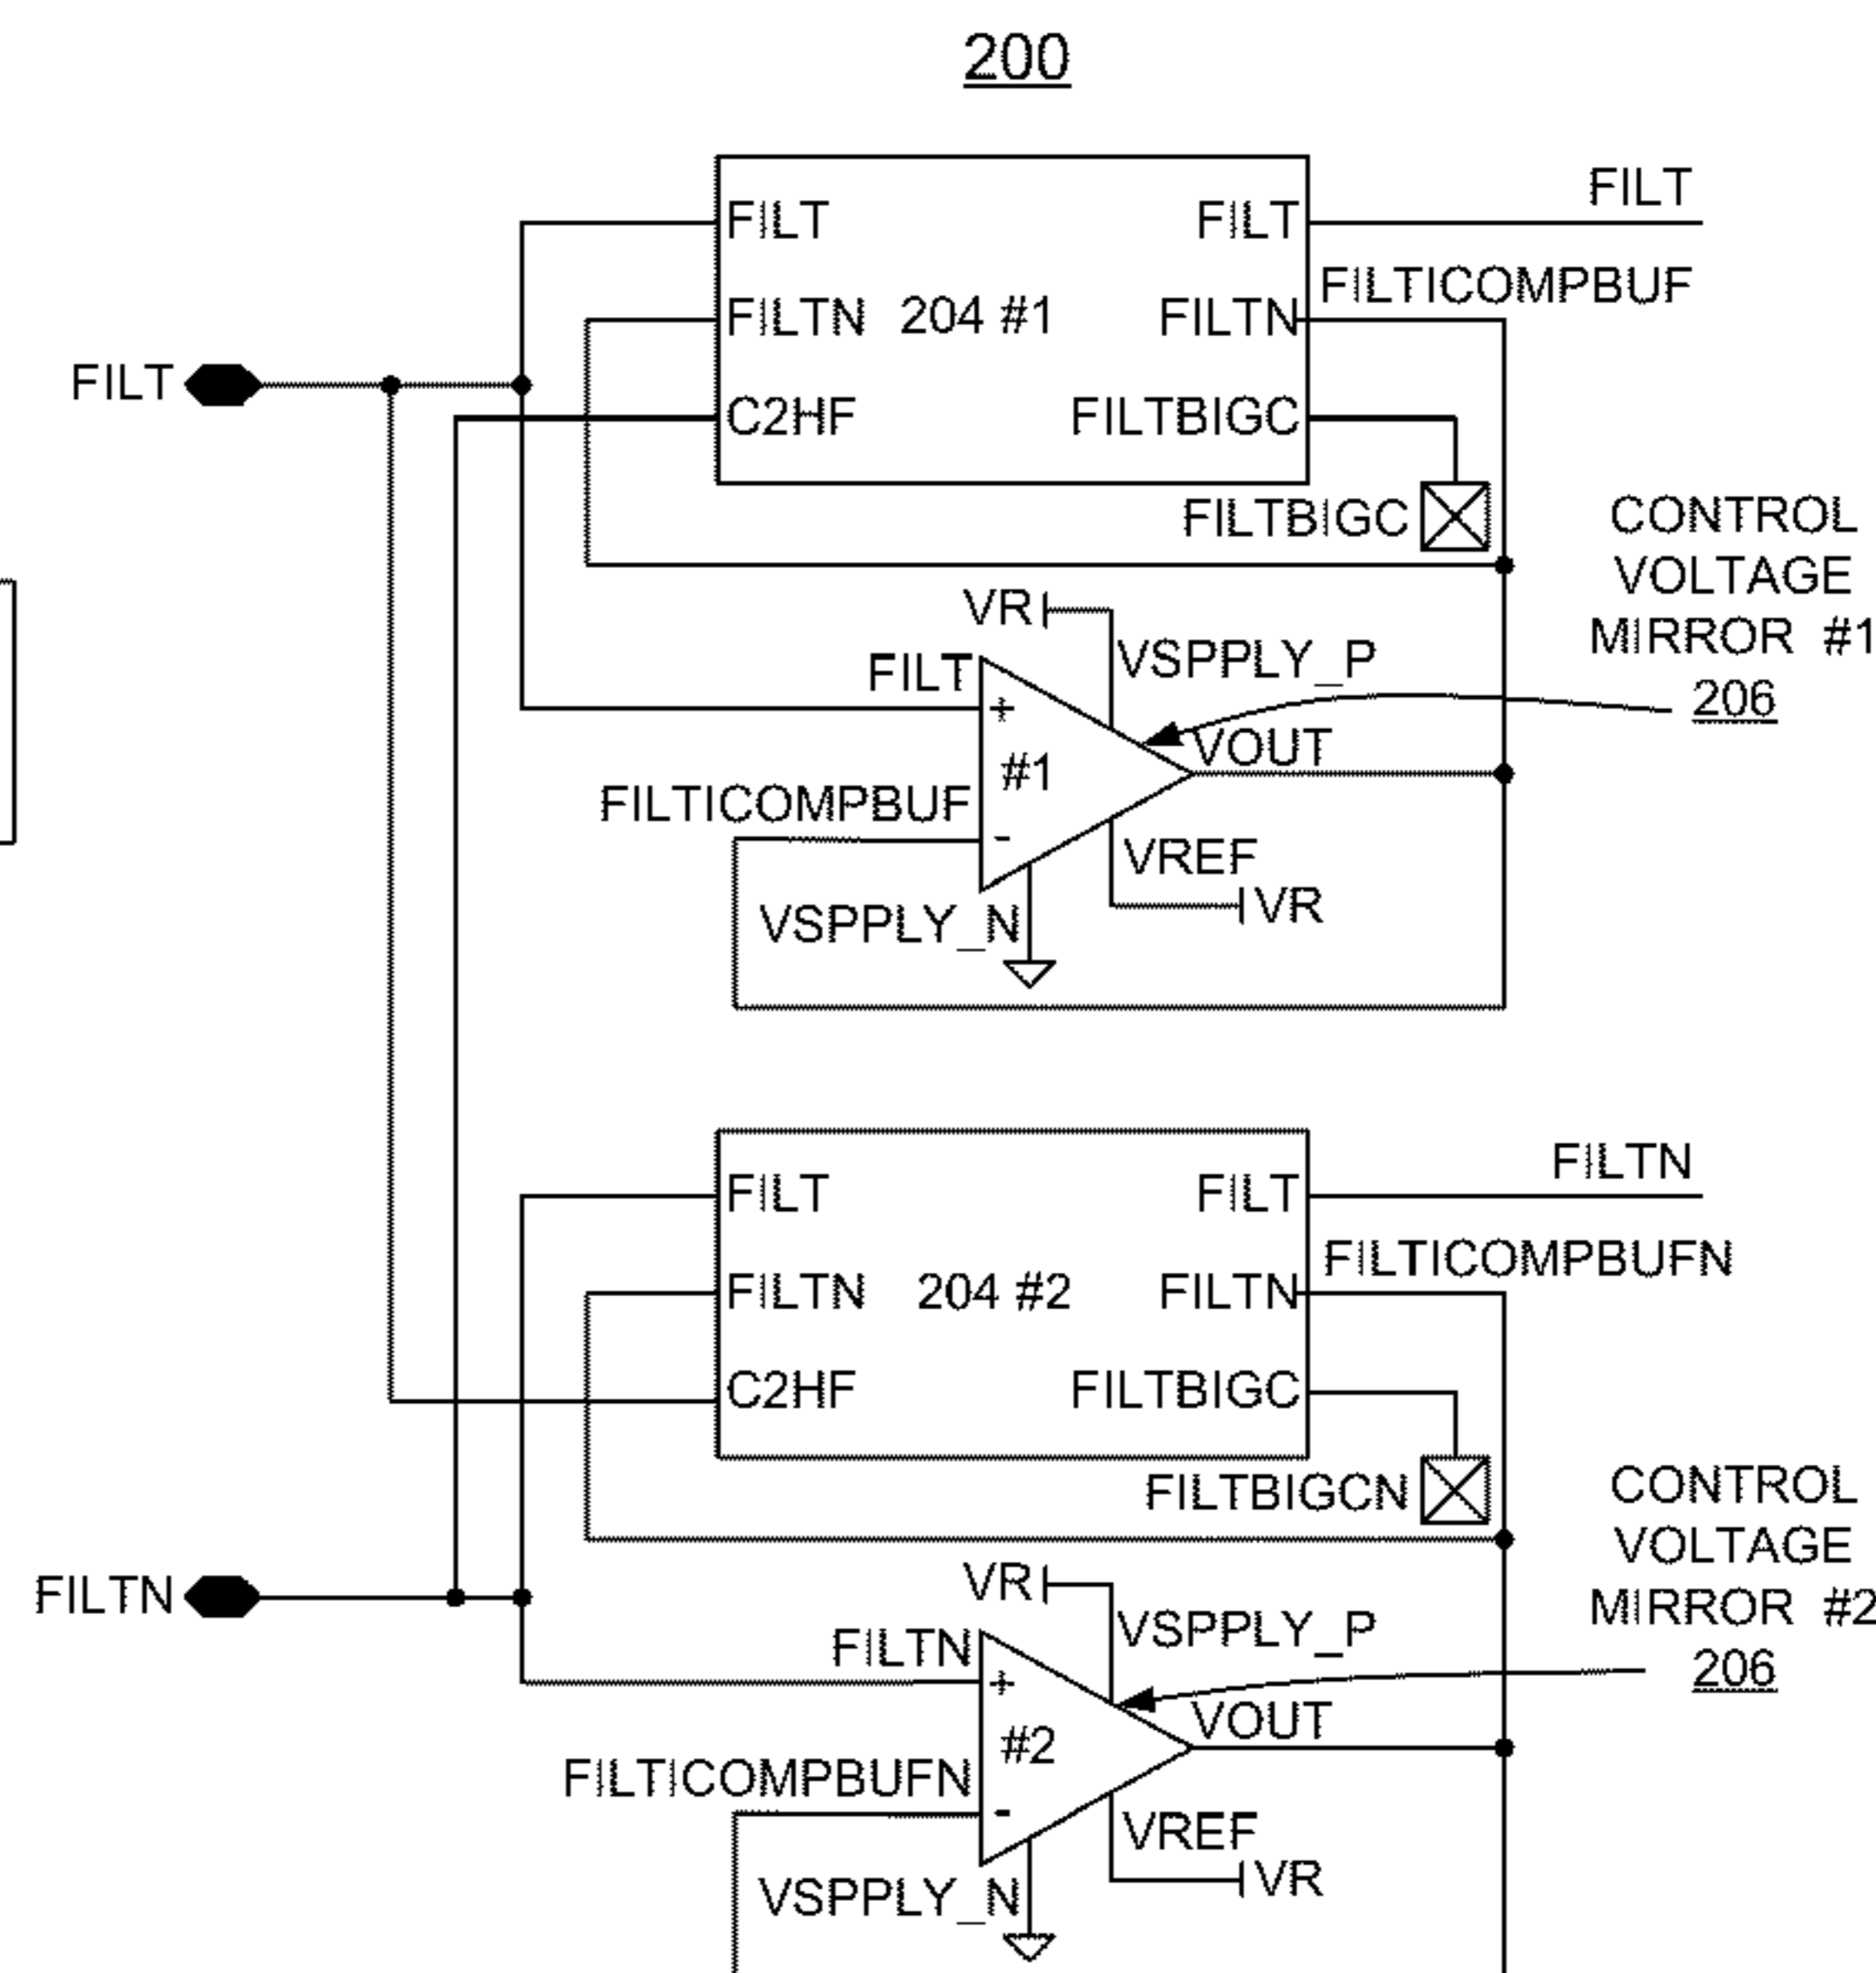 200
FILT
FILT
FILT
FILTICOMPBUF
FILTN
204 #1
FILTN
FILT
C2HF
FILTBIGC
FILTBIGC
CONTROL
VOLTAGE
MIRROR #1
206
VR
VSPPLY_P
FILT
+
#1
VOUT
FILTICOMPBUF
-
VREF
VR
VSPPLY_N
FILT
FILT
FILTN
FILTICOMPBUFN
FILTN
204 #2
FILTN
C2HF
FILTBIGC
FILTBIGCN
CONTROL
VOLTAGE
MIRROR #2
206
FILTN
VR
VSPPLY_P
FILTN
+
#2
VOUT
FILTICOMPBUFN
-
VREF
VR
VSPPLY_N